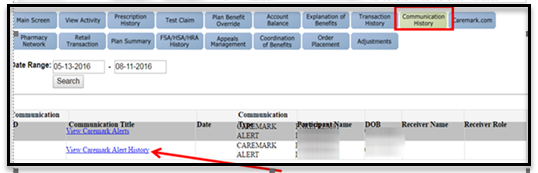 Main Screen View Activity Prescription History Test Claim Plan Benefit Override Account Balance Explanation of Benefits Transaction History Communication History Caremark.com
Pharmacy Network Retail Transaction Plan Summary FSA/HSA/HRA History Appeals Management Coordination of Benefits Order Placement Adjustments
Date Range: 05-13-2016 - 08-11-2016
Search
Communication Communication
D Communication Title Date Type Participant Name DOB Receiver Name Receiver Role
View Caremark Alerts CAREMARK
ALERT
View Caremark Alert History CAREMARK
ALERT